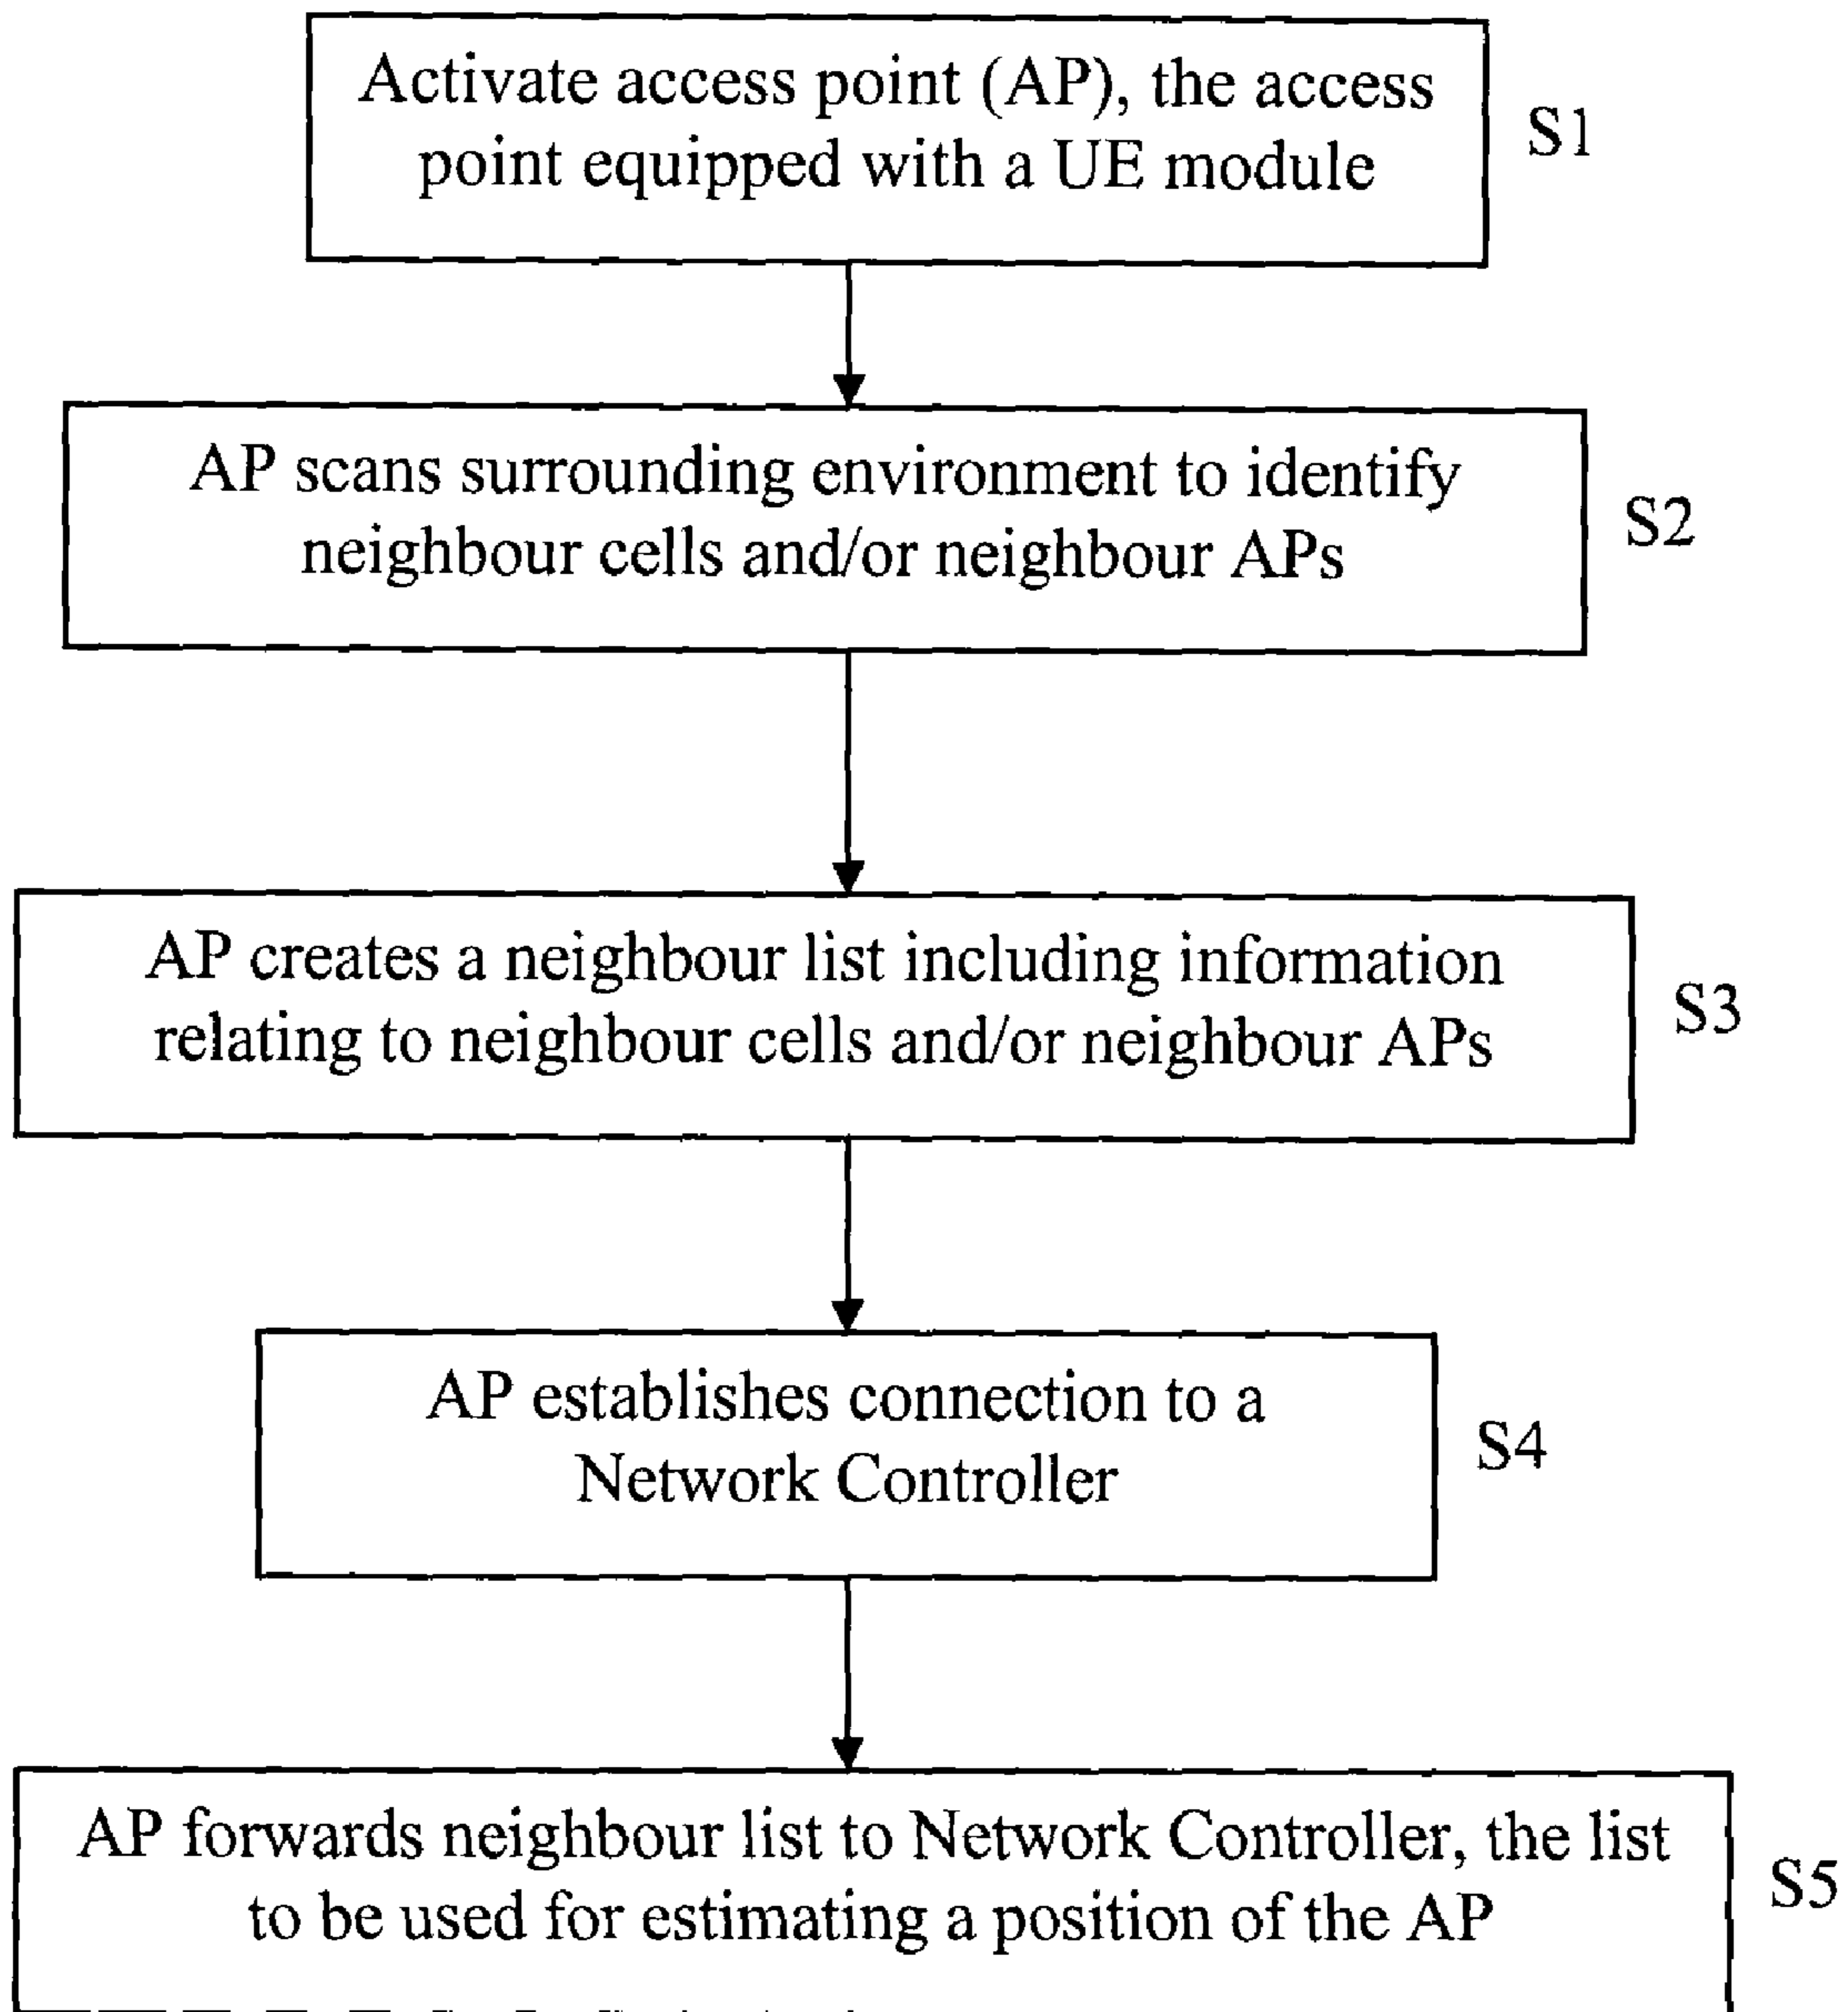 Activate access point (AP), the access
point equipped with a UE module
S1
AP scans surrounding environment to identify
neighbour cells and/or neighbour APs
S2
AP creates a neighbour list including information
relating to neighbour cells and/or neighbour APs
S3
AP establishes connection to a
Network Controller
S4
AP forwards neighbour list to Network Controller, the list
to be used for estimating a position of the AP
S5